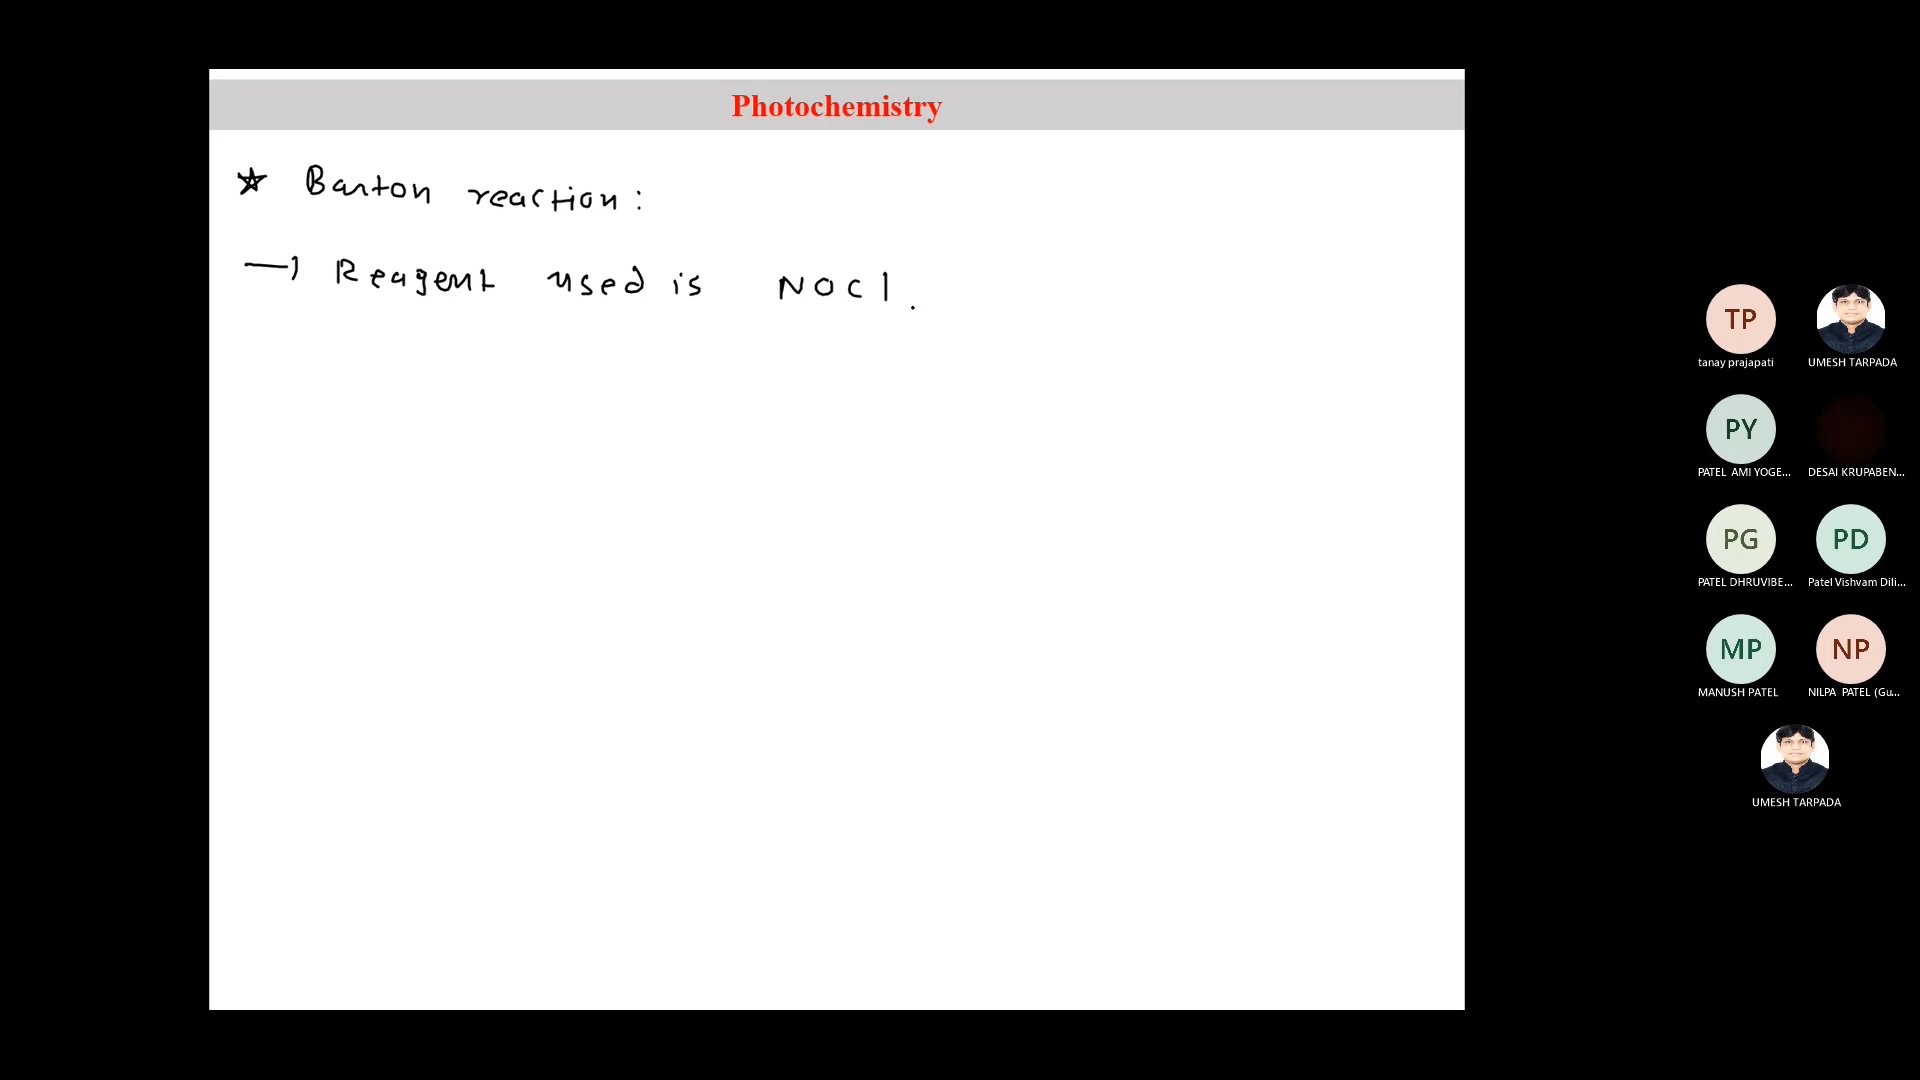 Photochemistry
☆ Barton reaction:
→ Reagent used is NOCl.
TP
tanay prajapati
UMESH TARPADA
PY
PATEL AMI YOGE...
DESAI KRUPABEN...
PG
PATEL DHRUVIBE...
PD
Patel Vishvam Dili...
MP
MANUSH PATEL
NP
NILPA PATEL (Gu...
UMESH TARPADA